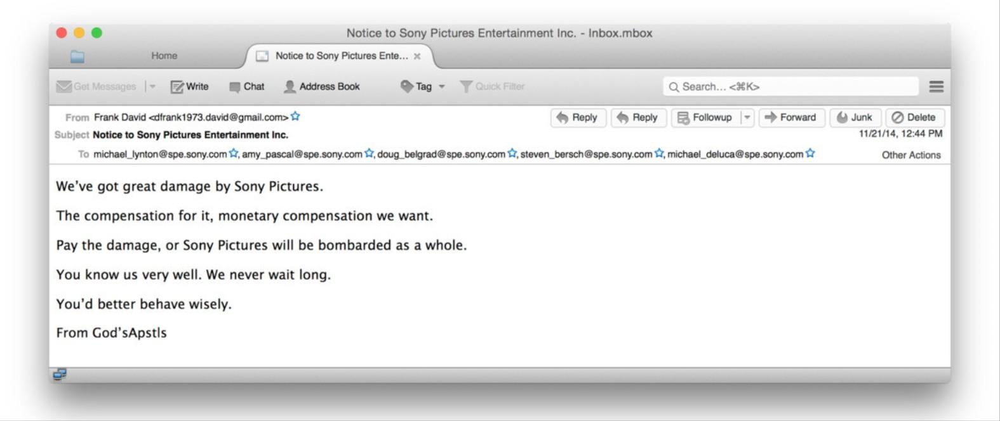 Notice to Sony Pictures Entertainment Inc. - Inbox.mbox
Home
Notice to Sony Pictures Ente... ×
Get Messages
Write
Chat
Address Book
Tag
Quick Filter
Search... <⌘K>
From Frank David <dfrank1973.david@gmail.com>
Reply
Reply
Followup
Forward
Junk
Delete
Subject Notice to Sony Pictures Entertainment Inc.
11/21/14, 12:44 PM
To michael_lynton@spe.sony.com, amy_pascal@spe.sony.com, doug_belgrad@spe.sony.com, steven_bersch@spe.sony.com, michael_deluca@spe.sony.com
Other Actions
We've got great damage by Sony Pictures.
The compensation for it, monetary compensation we want.
Pay the damage, or Sony Pictures will be bombarded as a whole.
You know us very well. We never wait long.
You'd better behave wisely.
From God'sApstls